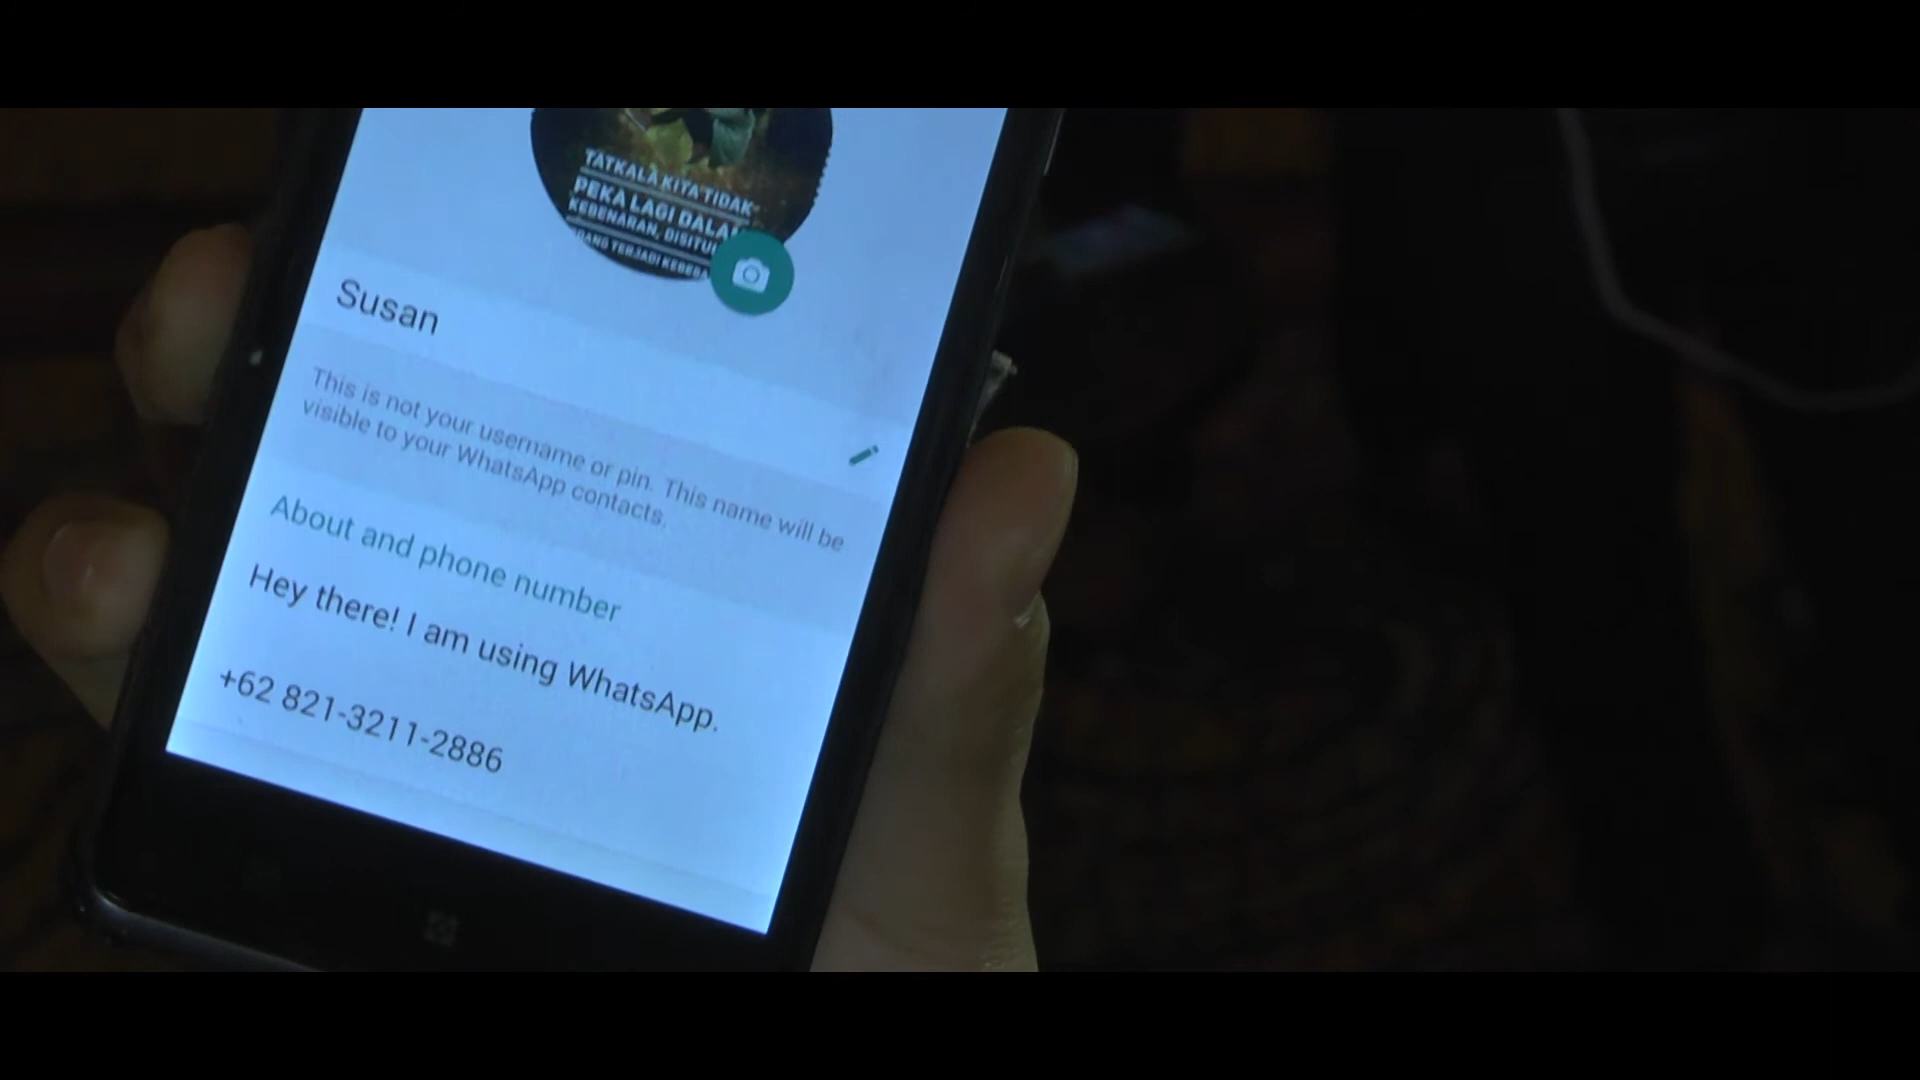 TATKALA KITA TIDAK
PEKA LAGI DALAM
KEBENARAN, DISITU
TERJADI
Susan
This is not your username or pin. This name will be
visible to your WhatsApp contacts.
About and phone number
Hey there! I am using WhatsApp.
+62 821-3211-2886